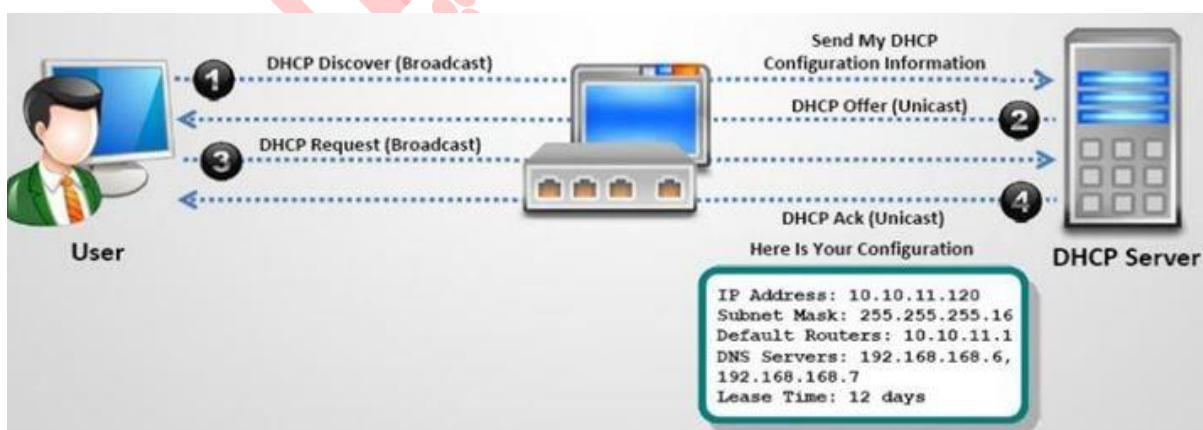 Send My DHCP
Configuration Information
1
DHCP Discover (Broadcast)
DHCP Offer (Unicast)
2
3
DHCP Request (Broadcast)
4
DHCP Ack (Unicast)
User
Here Is Your Configuration
DHCP Server
IP Address: 10.10.11.120
Subnet Mask: 255.255.255.16
Default Routers: 10.10.11.1
DNS Servers: 192.168.168.6,
192.168.168.7
Lease Time: 12 days